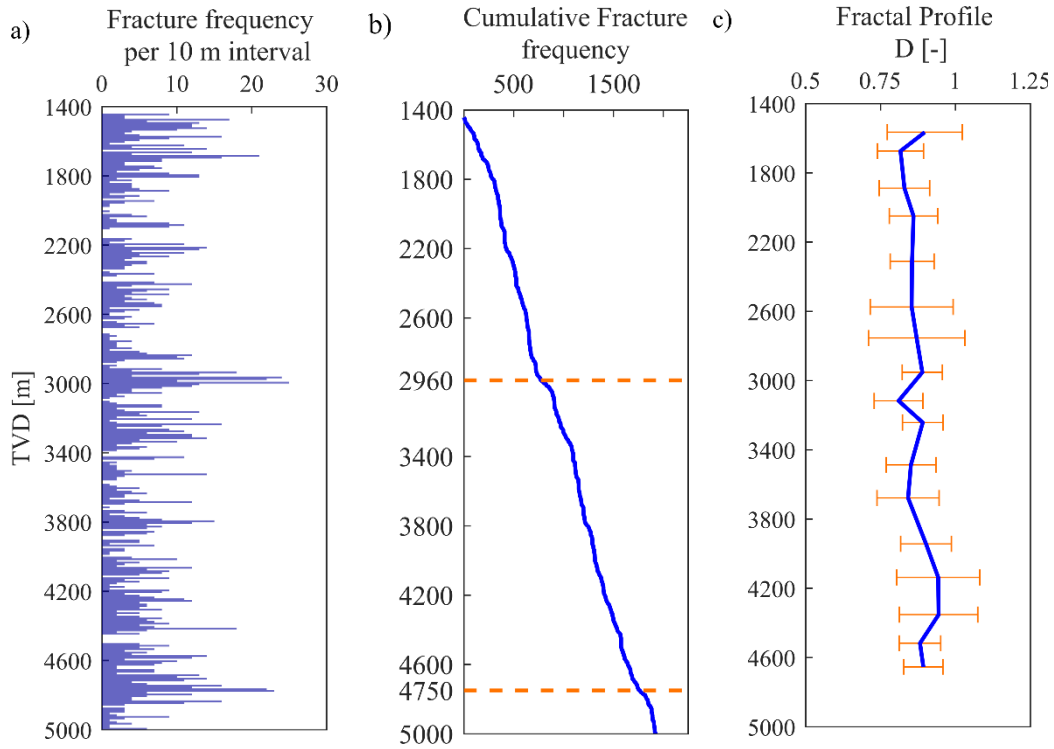 a)
Fracture frequency
per 10 m interval
0 10 20 30
TVD [m]
1400
1800
2200
2600
3000
3400
3800
4200
4600
5000
b)
Cumulative Fracture
frequency
500 1500
1400
1800
2200
2600
2960
3400
3800
4200
4600
4750
5000
c)
Fractal Profile
D [-]
0.5 0.75 1 1.25
1400
1800
2200
2600
3000
3400
3800
4200
4600
5000